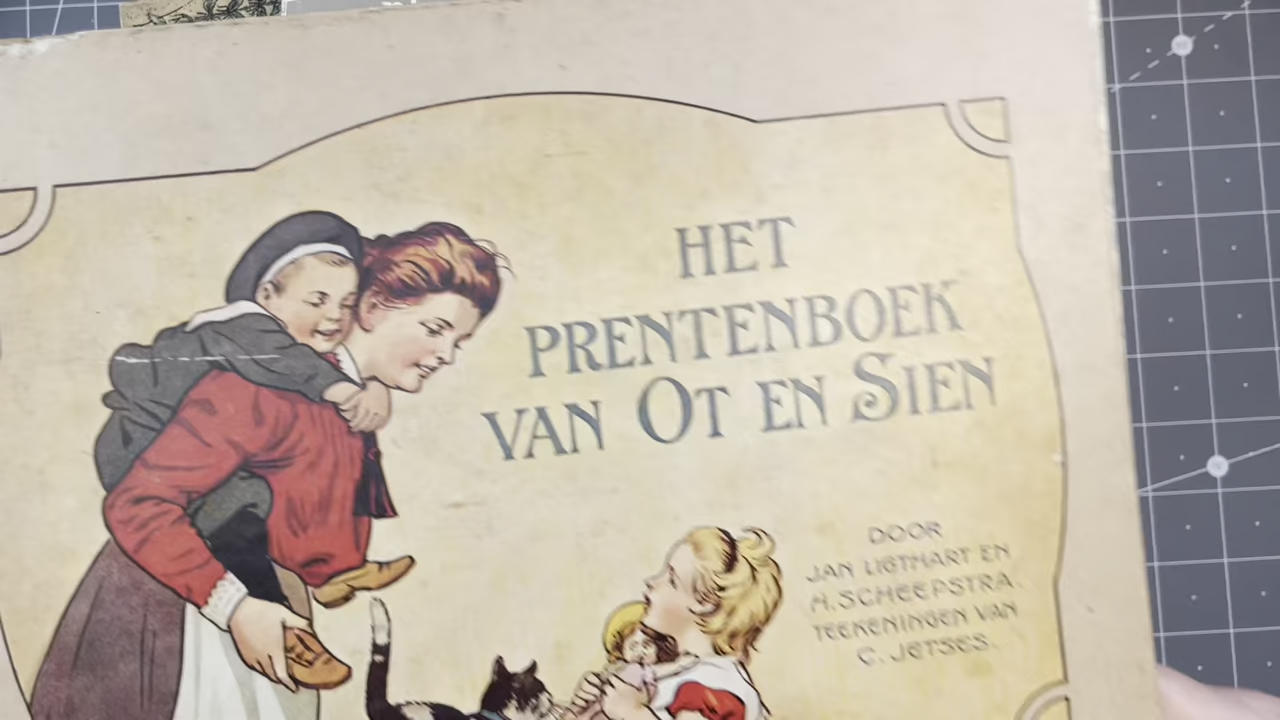 HET
PRENTENBOEK
VAN OT EN SIEN
DOOR
JAN LIGTHART EN
H. SCHEEPSTRA.
TEEKENINGEN VAN
C. JETSES.